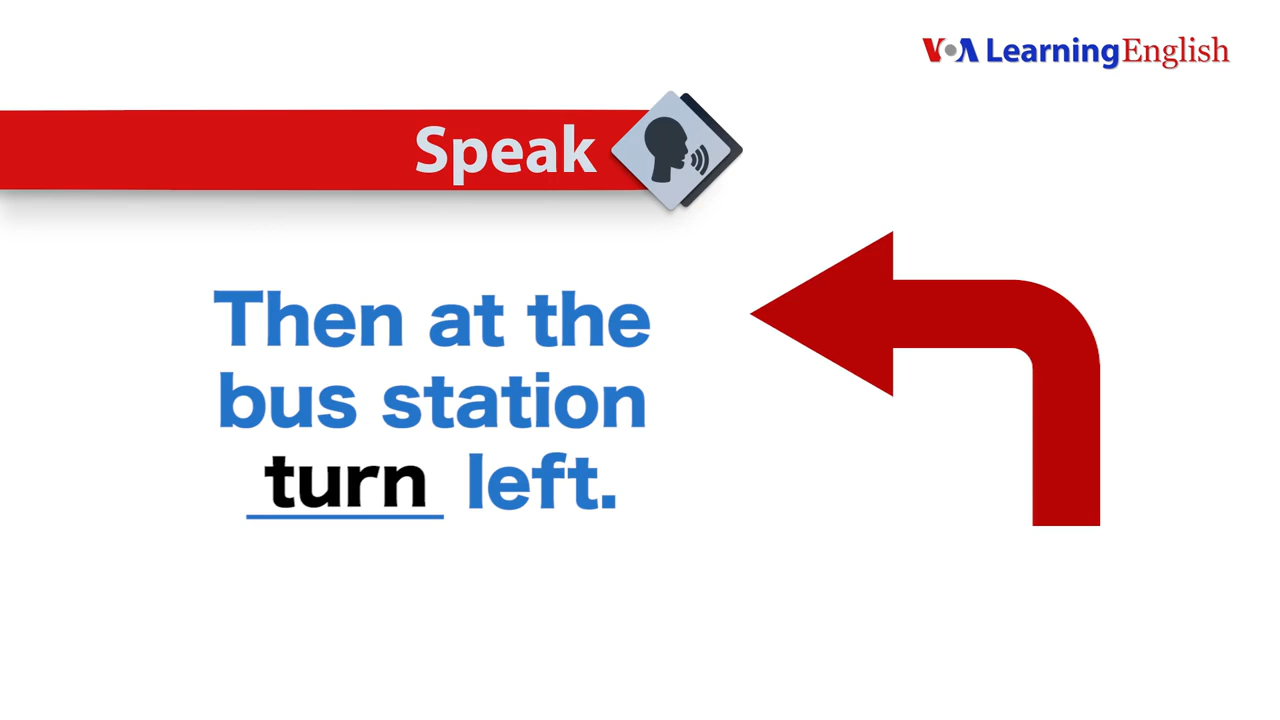 VOA Learning English
Speak
Then at the
bus station
turn left.